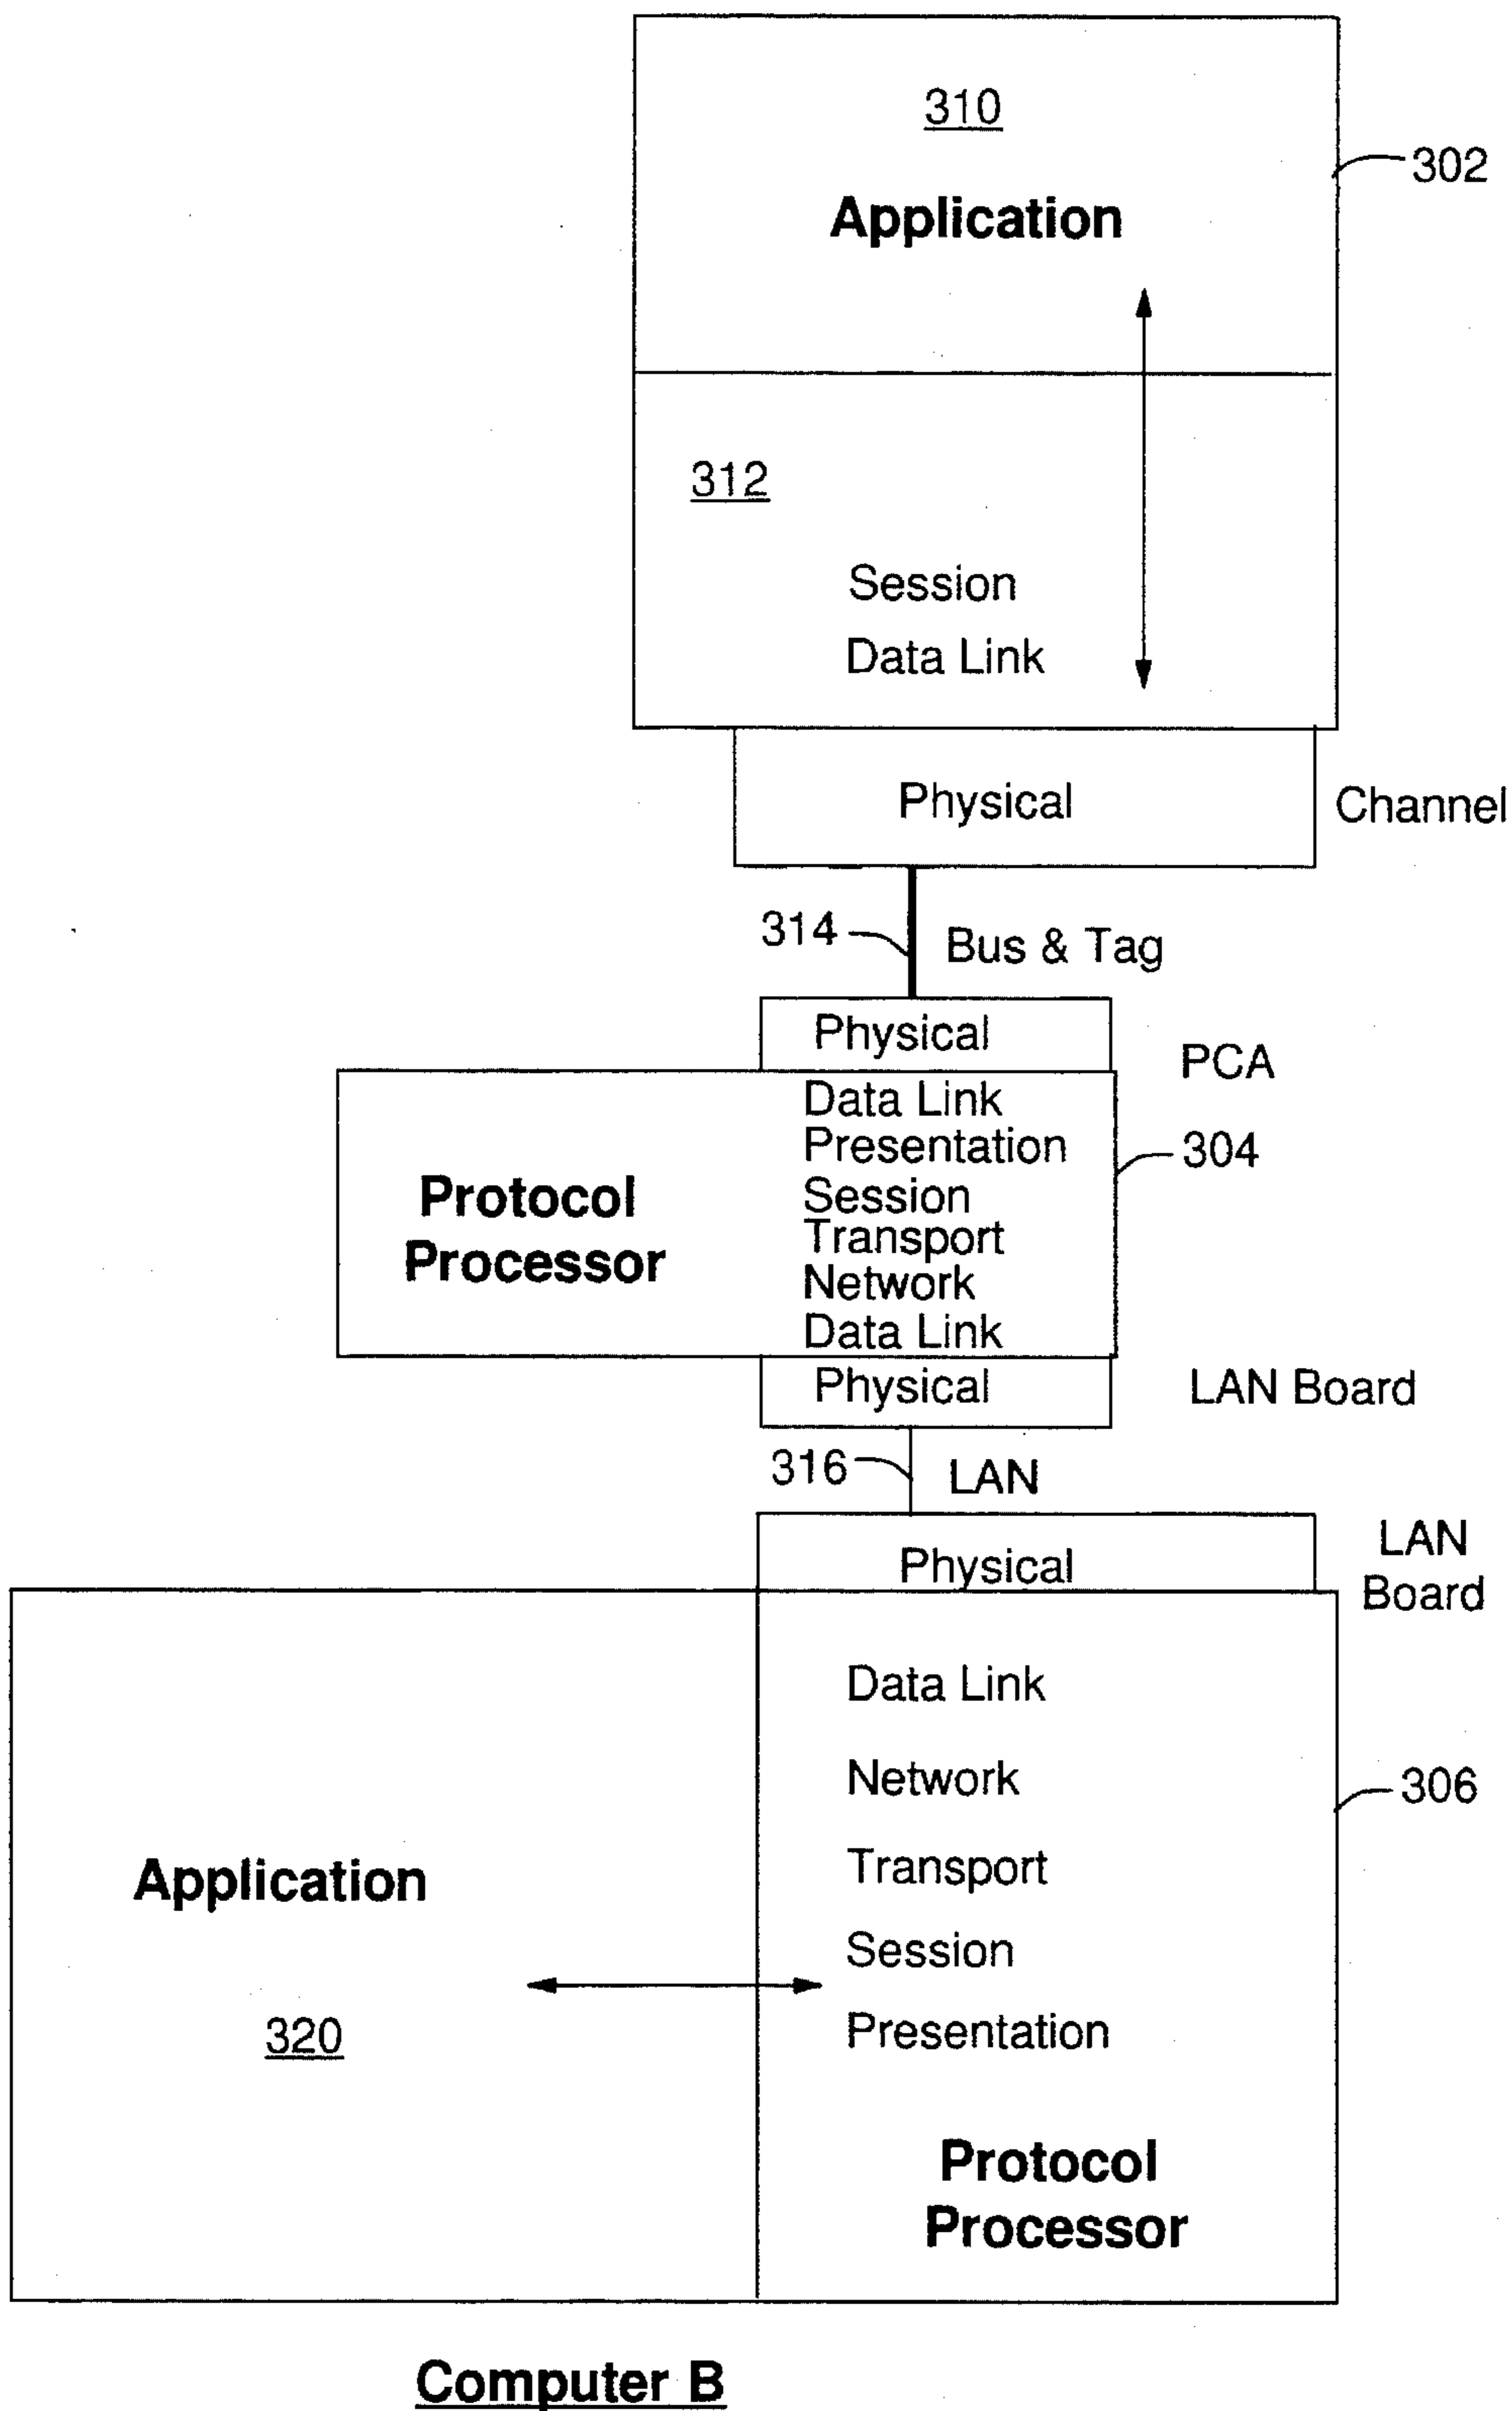 310
302
Application
312
Session
Data Link
Physical
Channel
314
Bus & Tag
Physical
PCA
Data Link
Presentation
304
Protocol
Processor
Session
Transport
Network
Data Link
Physical
LAN Board
316
LAN
Physical
LAN
Board
Data Link
Network
306
Transport
Application
Session
320
Presentation
Protocol
Processor
Computer B